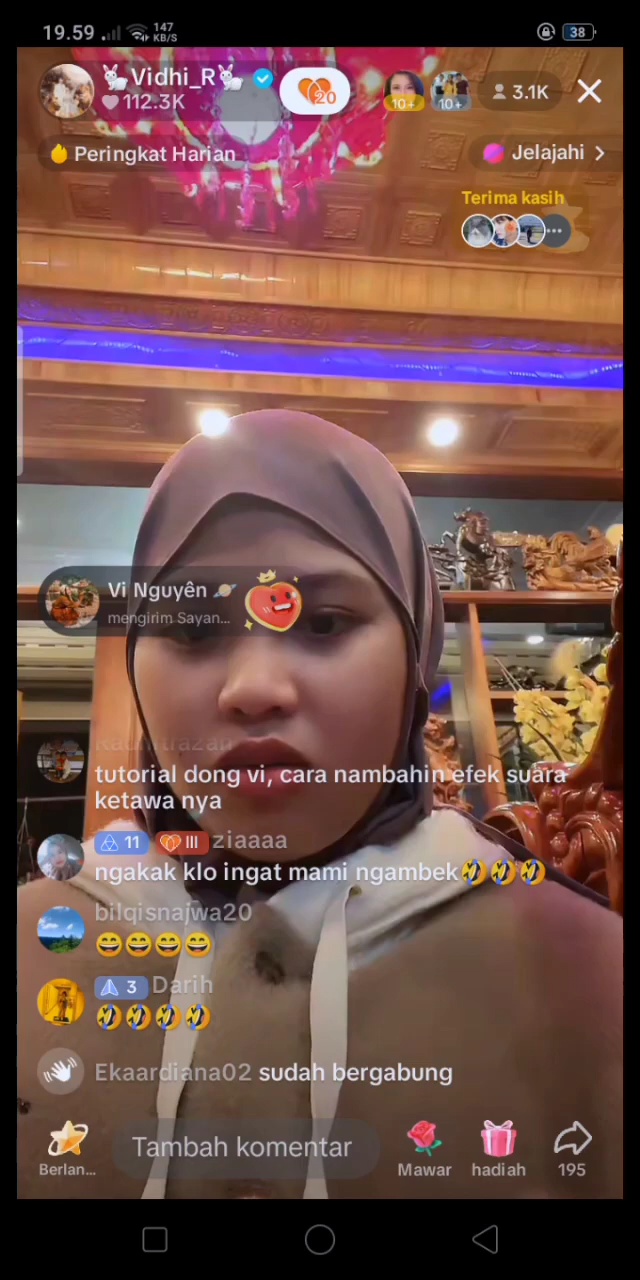 19.59
147
KB/S
38
Vidhi_R
112.3K
20
10+
10+
3.1K
Peringkat Harian
Jelajahi
Terima kasih
Vi Nguyên
mengirim Sayan...
tutorial dong vi, cara nambahin efek suara
ketawa nya
11 III ziaaaa
ngakak klo ingat mami ngambek🤣🤣🤣
bilqisnajwa20
😄😄😄😄
3 Darih
🤣🤣🤣🤣
Ekaardiana02 sudah bergabung
Berlan...
Tambah komentar
Mawar
hadiah
195